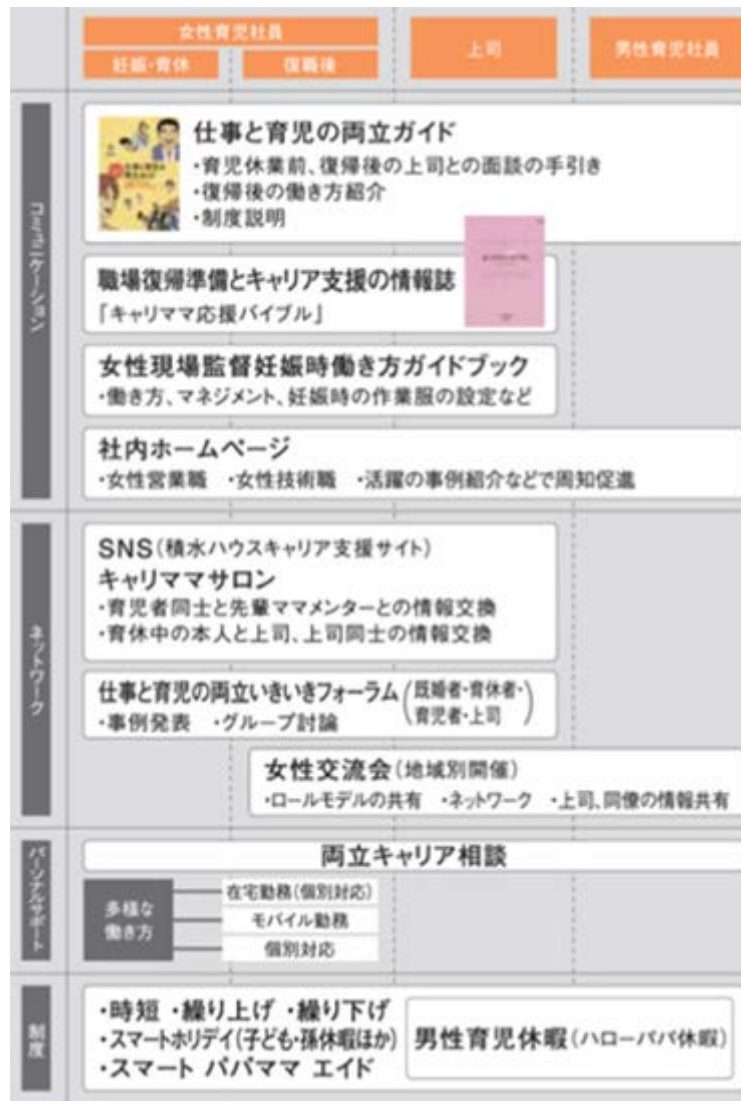 女性育児社員
妊娠・育休
復職後
上司
男性育児社員
コミュニケーション
仕事と育児の両立ガイド
・育児休業前、復帰後の上司との面談の手引き
・復帰後の働き方紹介
・制度説明
職場復帰準備とキャリア支援の情報誌
「キャリママ応援バイブル」
女性現場監督妊娠時働き方ガイドブック
・働き方、マネジメント、妊娠時の作業服の設定など
社内ホームページ
・女性営業職 ・女性技術職 ・活躍の事例紹介などで周知促進
ネットワーク
SNS(積水ハウスキャリア支援サイト)
キャリママサロン
・育児者同士と先輩ママメンターとの情報交換
・育休中の本人と上司、上司同士の情報交換
仕事と育児の両立いきいきフォーラム(既婚者・育休者・
育児者・上司)
・事例発表 ・グループ討論
女性交流会(地域別開催)
・ロールモデルの共有 ・ネットワーク ・上司、同僚の情報共有
パーソナルサポート
両立キャリア相談
多様な
働き方
在宅勤務(個別対応)
モバイル勤務
個別対応
制度
・時短 ・繰り上げ ・繰り下げ
・スマートホリデイ(子ども・孫休暇ほか)
・スマート パパママ エイド
男性育児休暇(ハローパパ休暇)